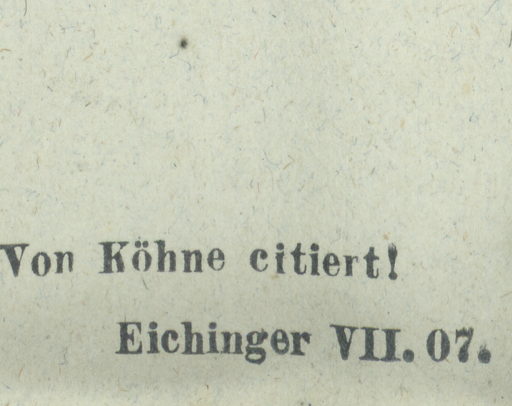 Von Köhne citiert!
Eichinger VII. 07.